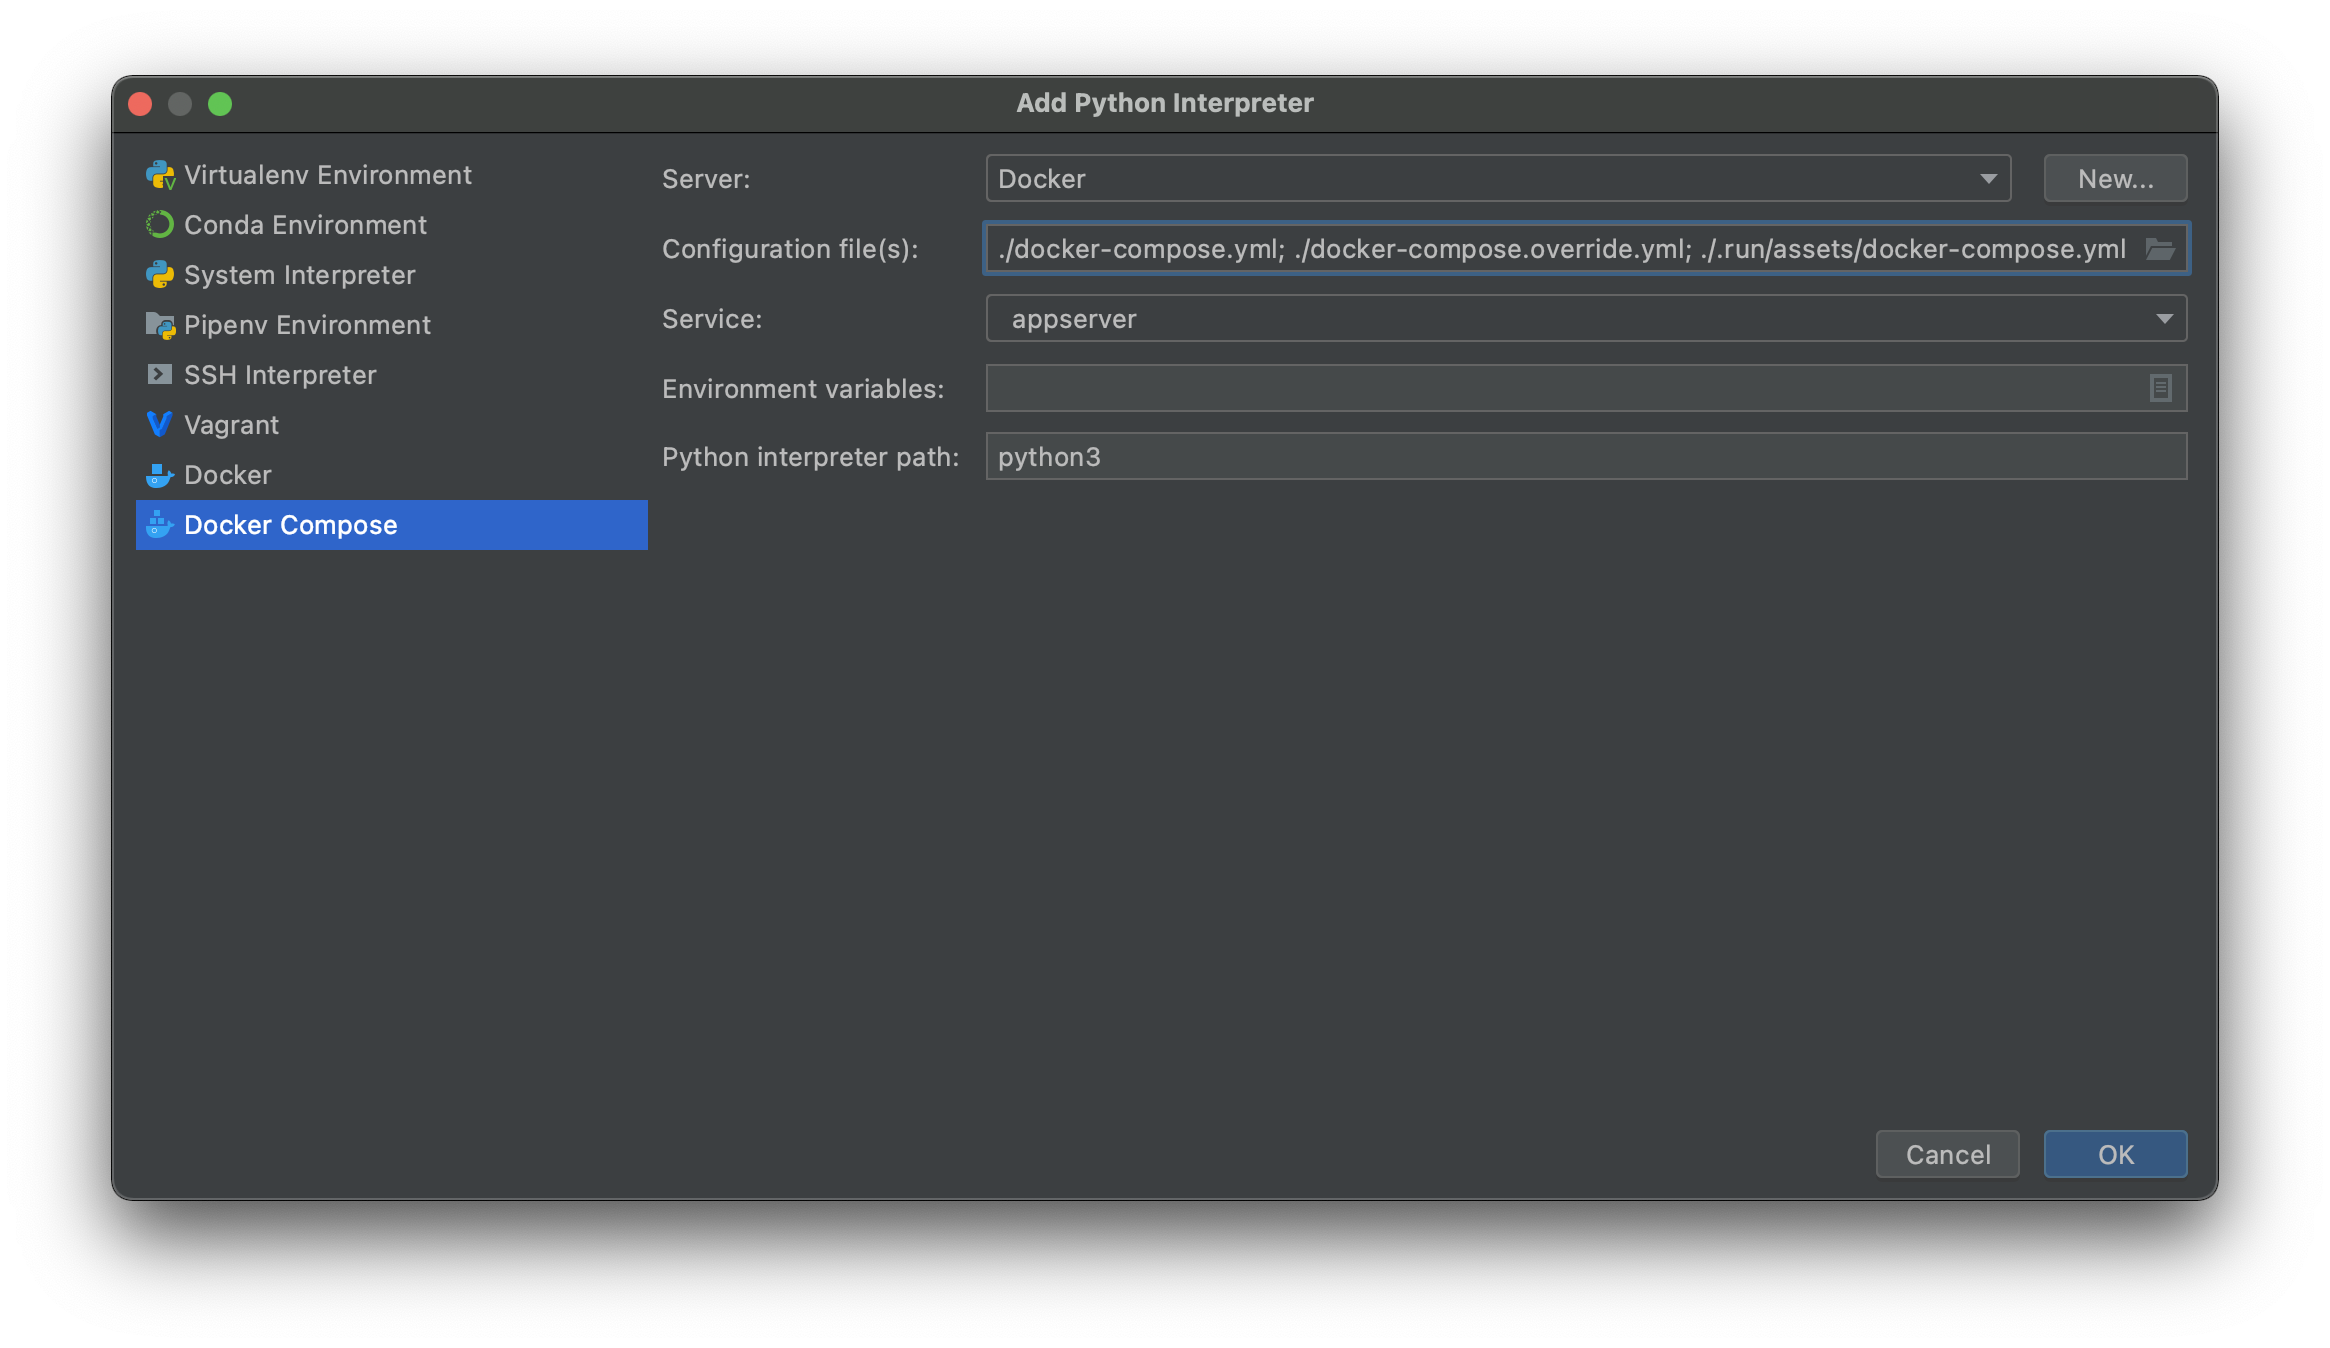 Add Python Interpreter
Virtualenv Environment
Conda Environment
System Interpreter
Pipenv Environment
SSH Interpreter
Vagrant
Docker
Docker Compose
Server: Docker New...
Configuration file(s): ./docker-compose.yml; ./docker-compose.override.yml; ./.run/assets/docker-compose.yml
Service: appserver
Environment variables:
Python interpreter path: python3
Cancel OK